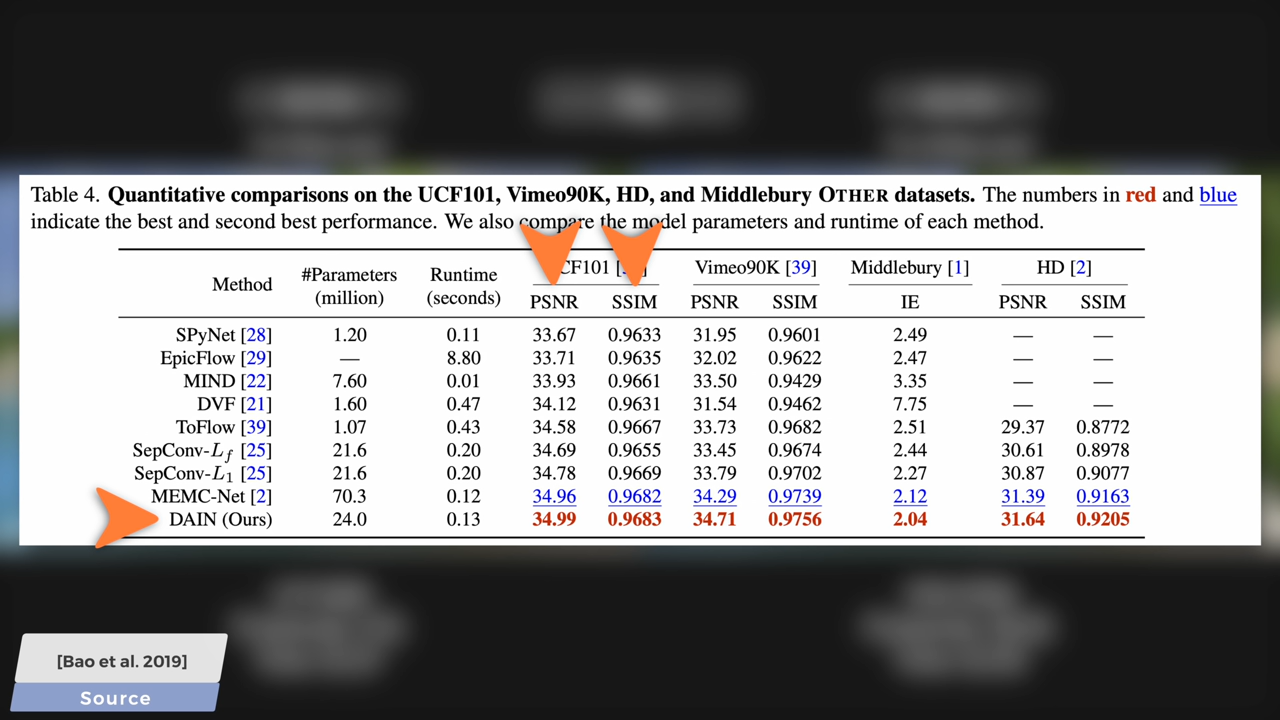 Table 4. Quantitative comparisons on the UCF101, Vimeo90K, HD, and Middlebury OTHER datasets. The numbers in red and blue
indicate the best and second best performance. We also compare the model parameters and runtime of each method.
Method #Parameters (million) Runtime (seconds) CF101 [ ] Vimeo90K [39] Middlebury [1] HD [2]
PSNR SSIM PSNR SSIM IE PSNR SSIM
SPyNet [28] 1.20 0.11 33.67 0.9633 31.95 0.9601 2.49 — —
EpicFlow [29] — 8.80 33.71 0.9635 32.02 0.9622 2.47 — —
MIND [22] 7.60 0.01 33.93 0.9661 33.50 0.9429 3.35 — —
DVF [21] 1.60 0.47 34.12 0.9631 31.54 0.9462 7.75 — —
ToFlow [39] 1.07 0.43 34.58 0.9667 33.73 0.9682 2.51 29.37 0.8772
SepConv-Lf [25] 21.6 0.20 34.69 0.9655 33.45 0.9674 2.44 30.61 0.8978
SepConv-L1 [25] 21.6 0.20 34.78 0.9669 33.79 0.9702 2.27 30.87 0.9077
MEMC-Net [2] 70.3 0.12 34.96 0.9682 34.29 0.9739 2.12 31.39 0.9163
DAIN (Ours) 24.0 0.13 34.99 0.9683 34.71 0.9756 2.04 31.64 0.9205
[Bao et al. 2019]
Source